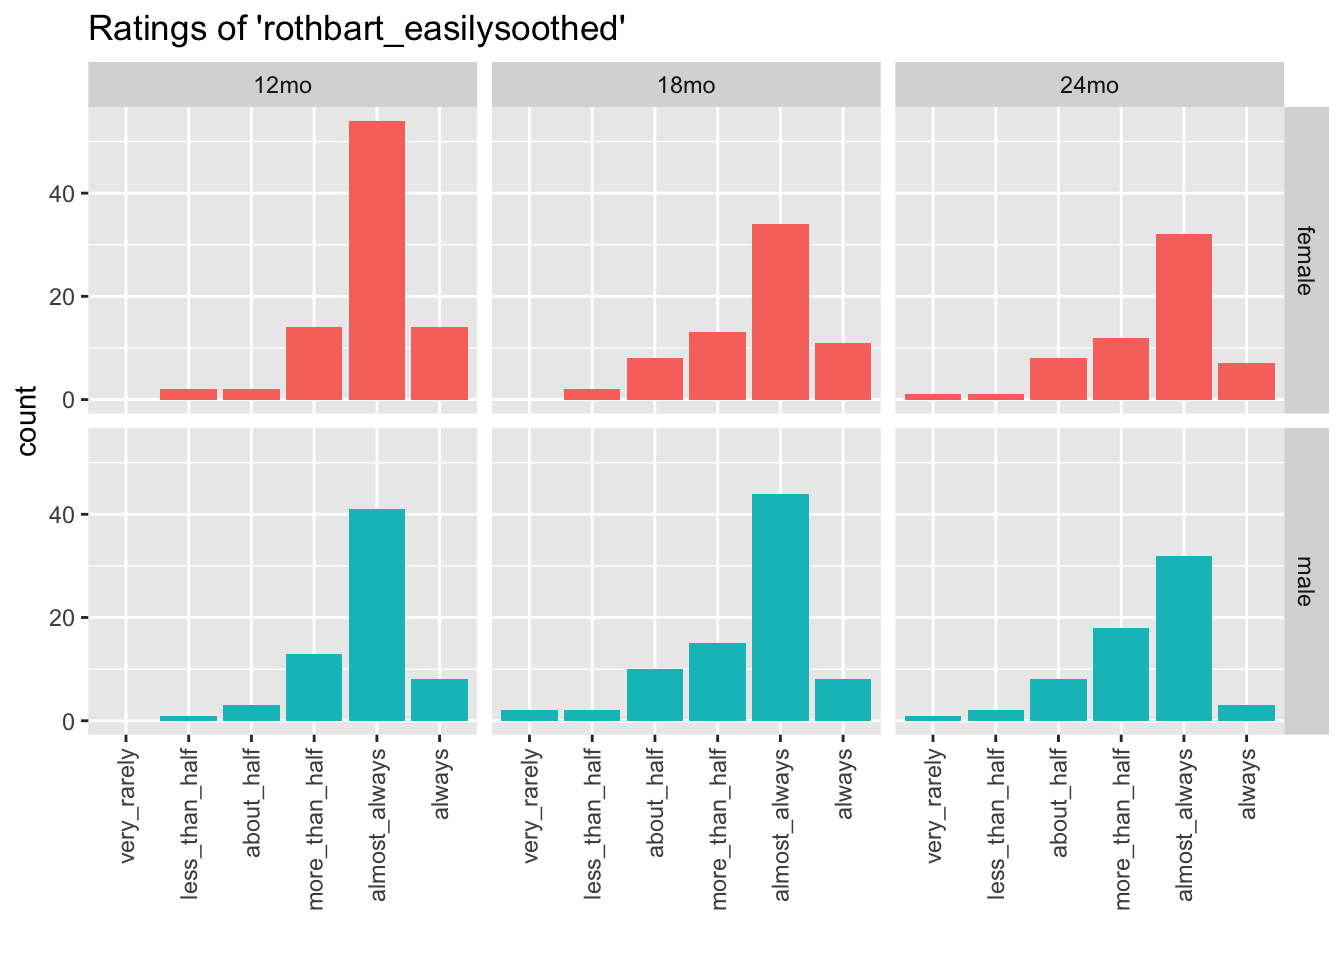 Ratings of 'rothbart_easilysoothed'
12mo 18mo 24mo
count
40
20
0
female
40
20
0
male
very_rarely less_than_half about_half more_than_half almost_always always
very_rarely less_than_half about_half more_than_half almost_always always
very_rarely less_than_half about_half more_than_half almost_always always